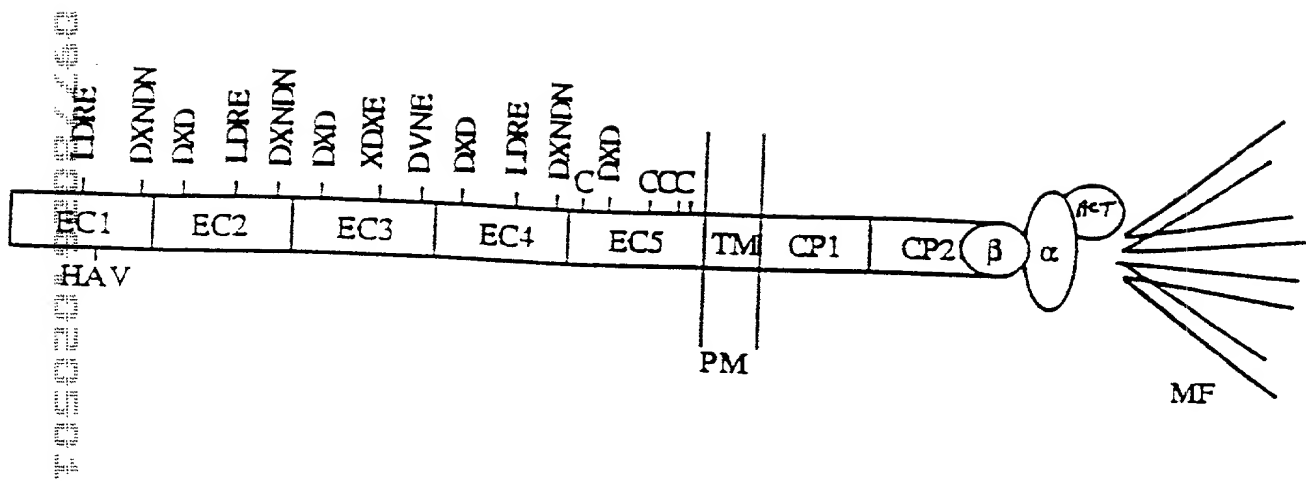 LDRE DXNDN DXD LDRE DXNDN DXD XDXE DVNE DXD LDRE DXNDN C DXD C C C
EC1 EC2 EC3 EC4 EC5 TM CP1 CP2 β α ACT
HAV
PM
MF